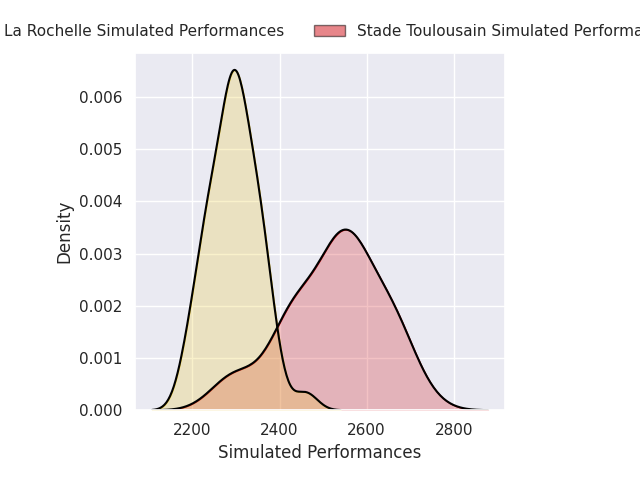 La Rochelle Simulated Performances Stade Toulousain Simulated Performa
0.006
0.005
0.004
0.003
0.002
0.001
0.000
Density
2200 2400 2600 2800
Simulated Performances